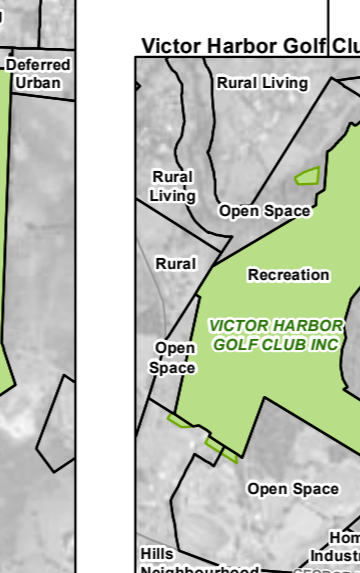 Deferred
Urban
Victor Harbor Golf Clu
Rural Living
Rural
Living
Open Space
Rural
Recreation
VICTOR HARBOR
GOLF CLUB INC
Open
Space
Open Space
Hom
Industr
Hills
Neighbourhood